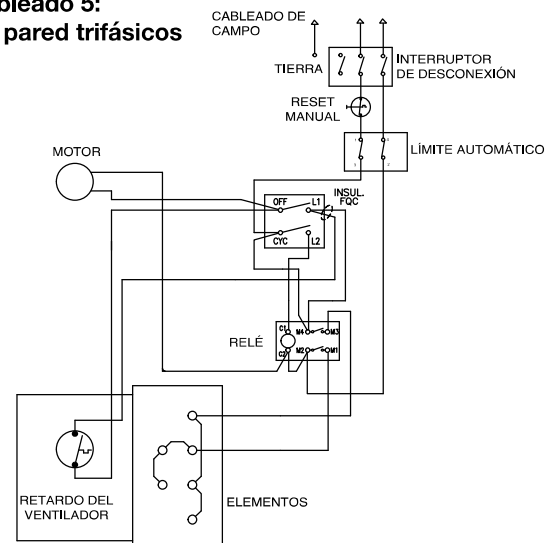 bleado 5:
pared trifásicos
CABLEADO DE
CAMPO
TIERRA
INTERRUPTOR
DE DESCONEXIÓN
RESET
MANUAL
LÍMITE AUTOMÁTICO
MOTOR
INSUL.
FQC
OFF
L1
CYC
L2
RELÉ
C1
M4
M3
C2
M2
M1
RETARDO DEL
VENTILADOR
ELEMENTOS